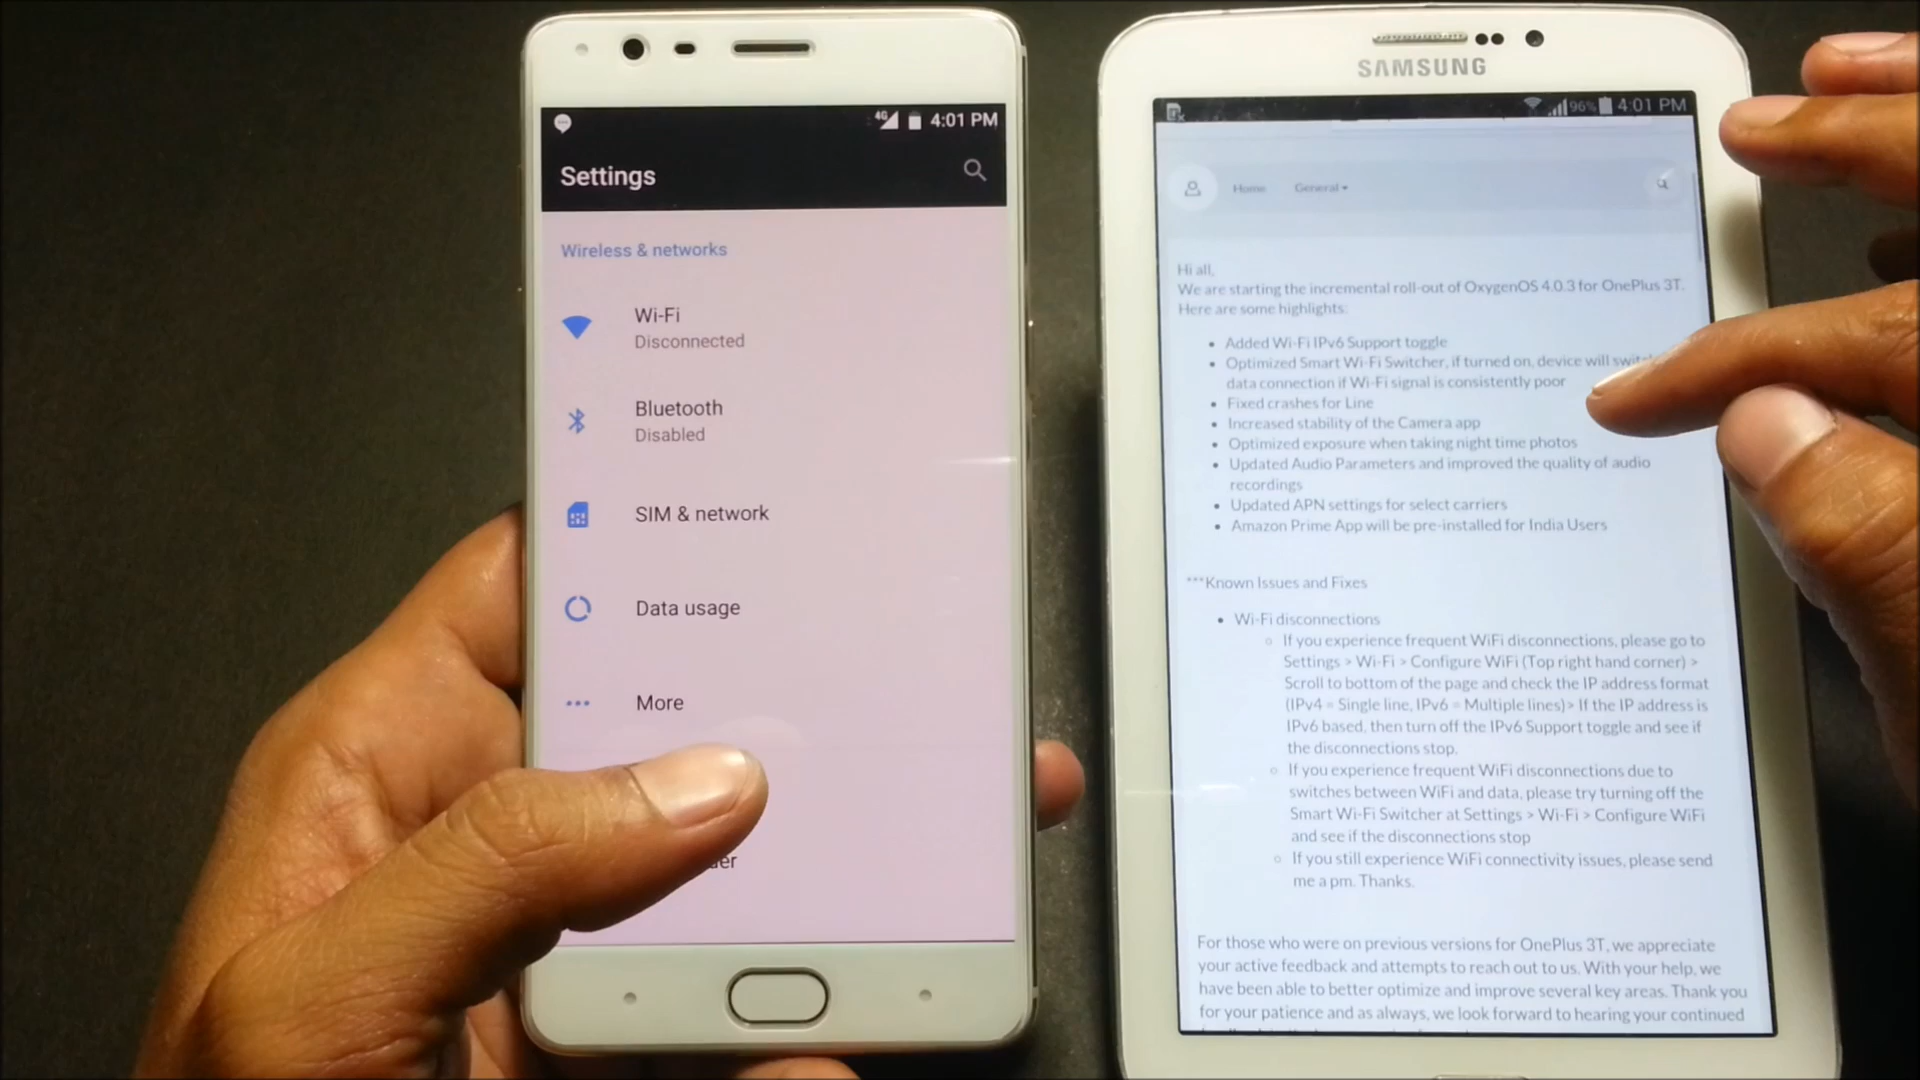 4G 4:01 PM
Settings
Wireless & networks
Wi-Fi
Disconnected
Bluetooth
Disabled
SIM & network
Data usage
More
SAMSUNG
96% 4:01 PM
Home General
Hi all,
We are starting the incremental roll-out of OxygenOS 4.0.3 for OnePlus 3T.
Here are some highlights:
Added Wi-Fi IPv6 Support toggle
Optimized Smart Wi-Fi Switcher, if turned on, device will
data connection if Wi-Fi signal is consistently poor
Fixed crashes for Line
Increased stability of the Camera app
Optimized exposure when taking night time photos
Updated Audio Parameters and improved the quality of audio
recordings
Updated APN settings for select carriers
Amazon Prime App will be pre-installed for India Users
***Known Issues and Fixes
Wi-Fi disconnections
If you experience frequent WiFi disconnections, please go to
Settings > Wi-Fi > Configure WiFi (Top right hand corner) >
Scroll to bottom of the page and check the IP address format
(IPv4 = Single line, IPv6 = Multiple lines)> If the IP address is
IPv6 based, then turn off the IPv6 Support toggle and see if
the disconnections stop.
If you experience frequent WiFi disconnections due to
switches between WiFi and data, please try turning off the
Smart Wi-Fi Switcher at Settings > Wi-Fi > Configure WiFi
and see if the disconnections stop
If you still experience WiFi connectivity issues, please send
me a pm. Thanks.
For those who were on previous versions for OnePlus 3T, we appreciate
your active feedback and attempts to reach out to us. With your help, we
have been able to better optimize and improve several key areas. Thank you
for your patience and as always, we look forward to hearing your continued